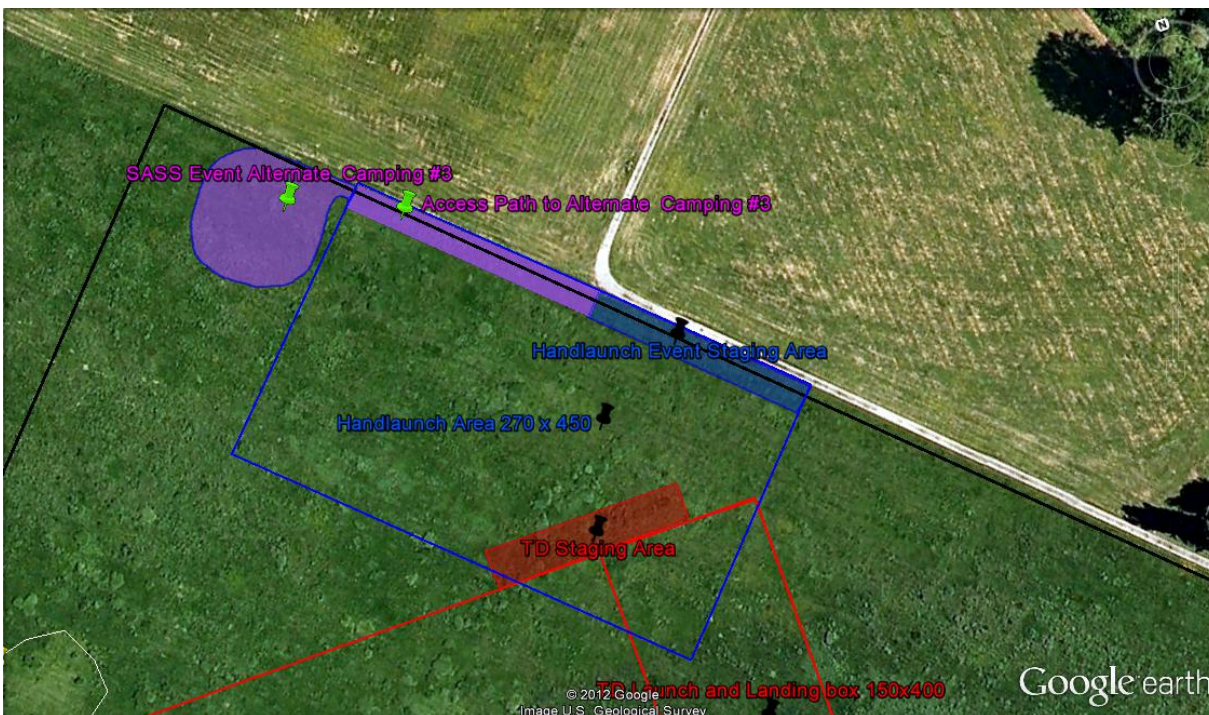 N
SASS Event Alternate Camping #3
Access Path to Alternate Camping #3
Handlaunch Event Staging Area
Handlaunch Area 270 x 450
TD Staging Area
TD Launch and Landing box 150x400
© 2012 Google
Image U.S. Geological Survey
Google earth